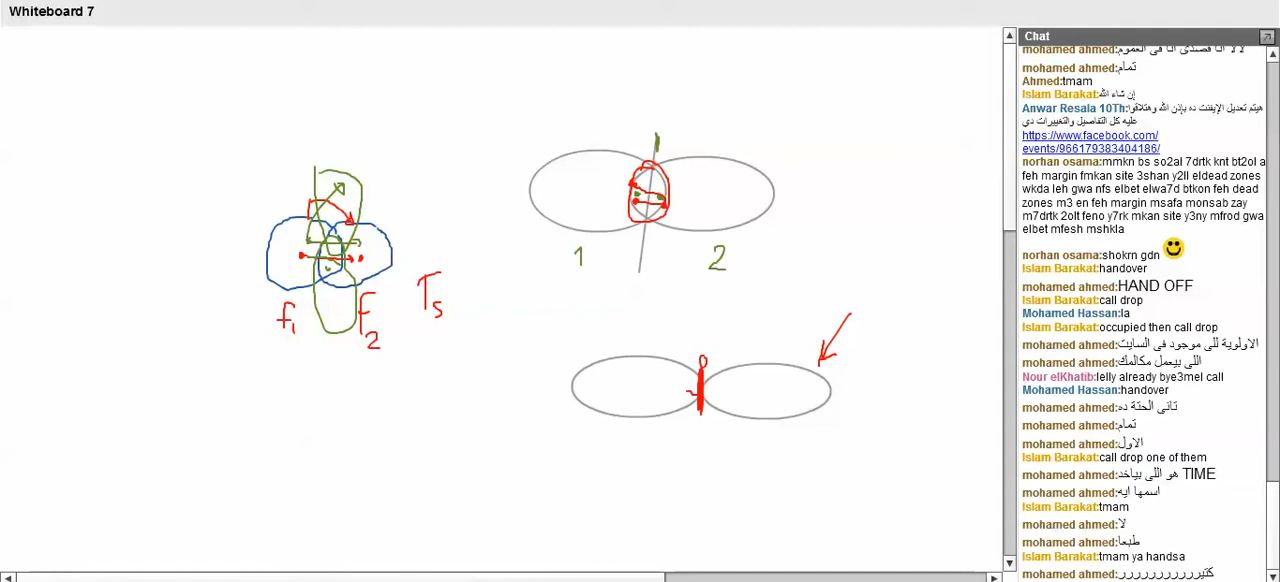 Whiteboard 7
1
2
f1
F2
Ts
Chat
mohamed ahmed:لا لا انا قصدى انا فى العموم
mohamed ahmed:تمام
Ahmed:tmam
Islam Barakat:إن شاء الله
Anwar Resala 10Th:هيتم تعديل الإيفنت ده بإذن الله وهتلاقوا
عليه كل التفاصيل والتغييرات دي
https://www.facebook.com/
events/966179383404186/
norhan osama:mmkn bs so2al 7drtk knt bt2ol a
feh margin fmkan site 3shan y2ll eldead zones
wkda leh gwa nfs elbet elwa7d btkon feh dead
zones m3 en feh margin msafa monsab zay
m7drtk 2olt feno y7rk mkan site y3ny mfrod gwa
elbet mfesh mshkla
norhan osama:shokrn gdn
Islam Barakat:handover
mohamed ahmed:HAND OFF
Islam Barakat:call drop
Mohamed Hassan:la
Islam Barakat:occupied then call drop
mohamed ahmed:الاولوية للى موجود فى السايت
mohamed ahmed:اللى بيعمل مكالمك
Nour elKhatib:lelly already bye3mel call
Mohamed Hassan:handover
mohamed ahmed:تانى الحتة ده
mohamed ahmed:تمام
mohamed ahmed:الاول
Islam Barakat:call drop one of them
mohamed ahmed:هو اللى بياخد TIME
mohamed ahmed:اسمها ايه
Islam Barakat:tmam
mohamed ahmed:لا
mohamed ahmed:طبعا
Islam Barakat:tmam ya handsa
mohamed ahmed:كتيرررررررررر